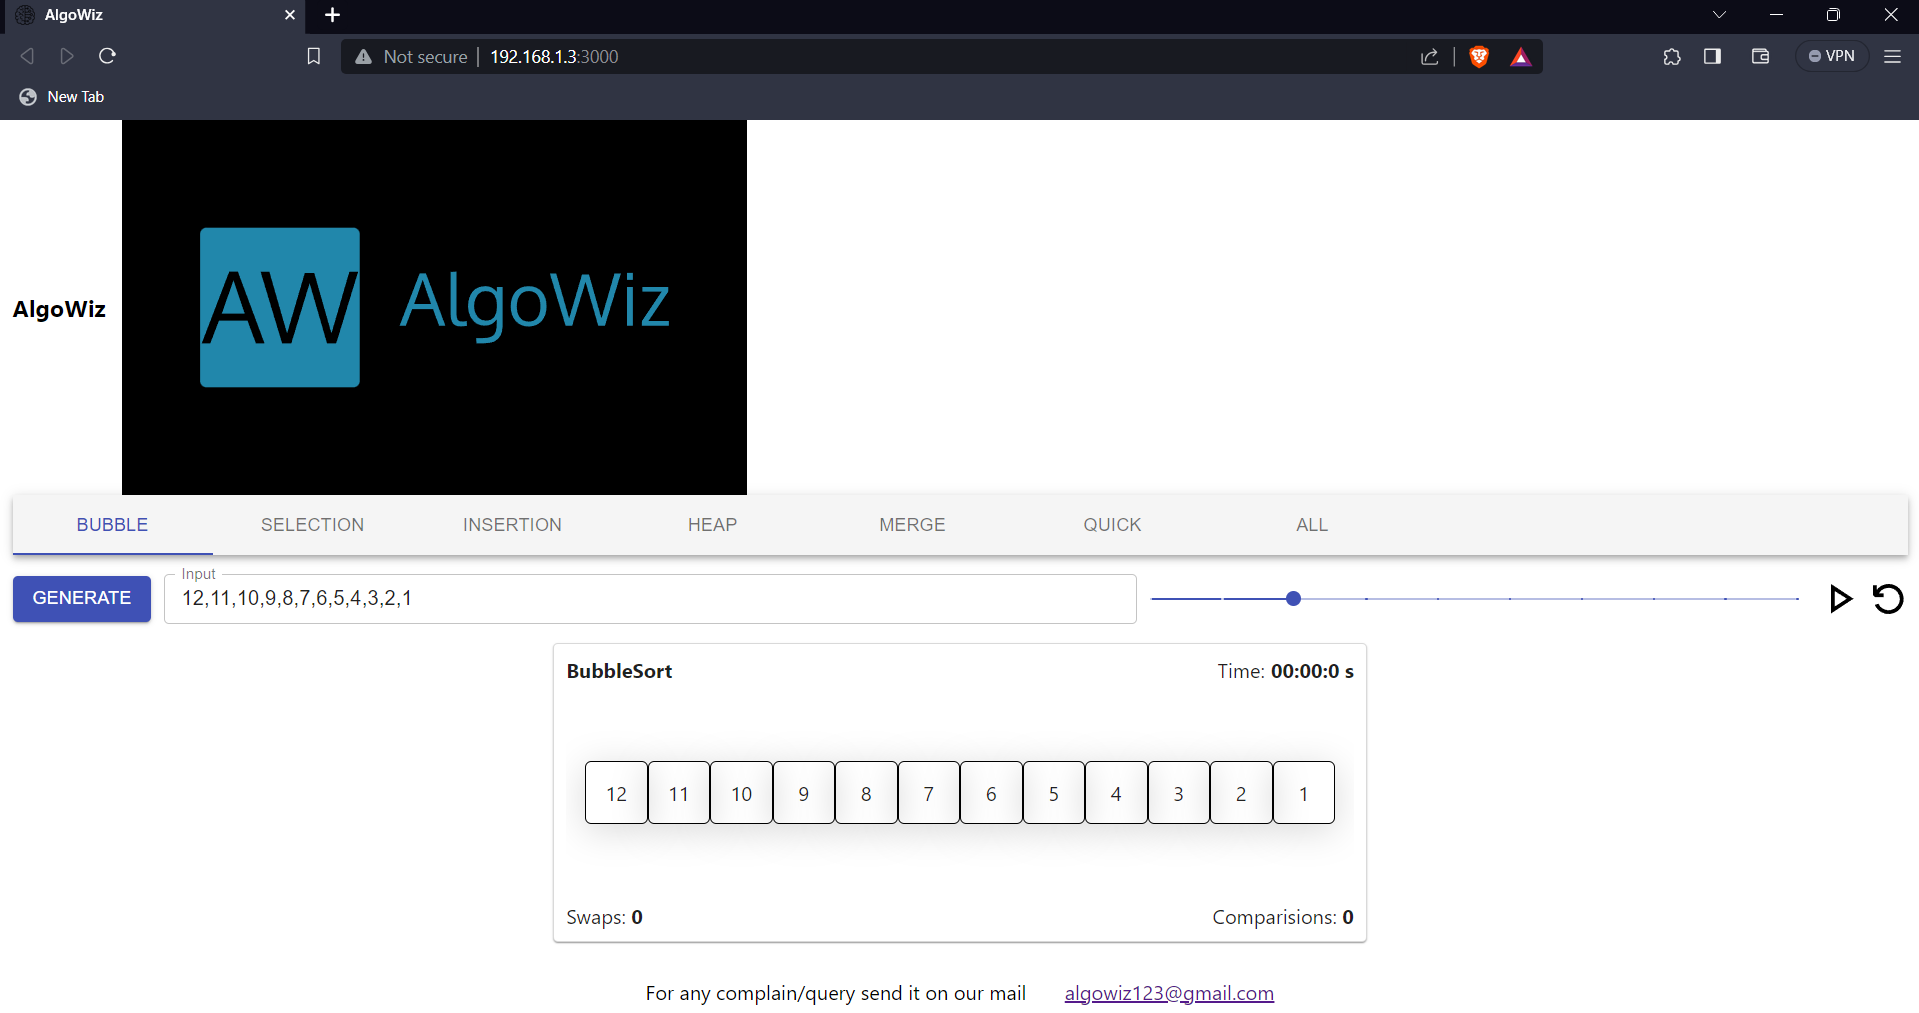 AlgoWiz
Not secure 192.168.1.3:3000
VPN
New Tab
AlgoWiz
AW AlgoWiz
BUBBLE SELECTION INSERTION HEAP MERGE QUICK ALL
Input
GENERATE 12,11,10,9,8,7,6,5,4,3,2,1
BubbleSort Time: 00:00:0 s
12 11 10 9 8 7 6 5 4 3 2 1
Swaps: 0 Comparisions: 0
For any complain/query send it on our mail algowiz123@gmail.com